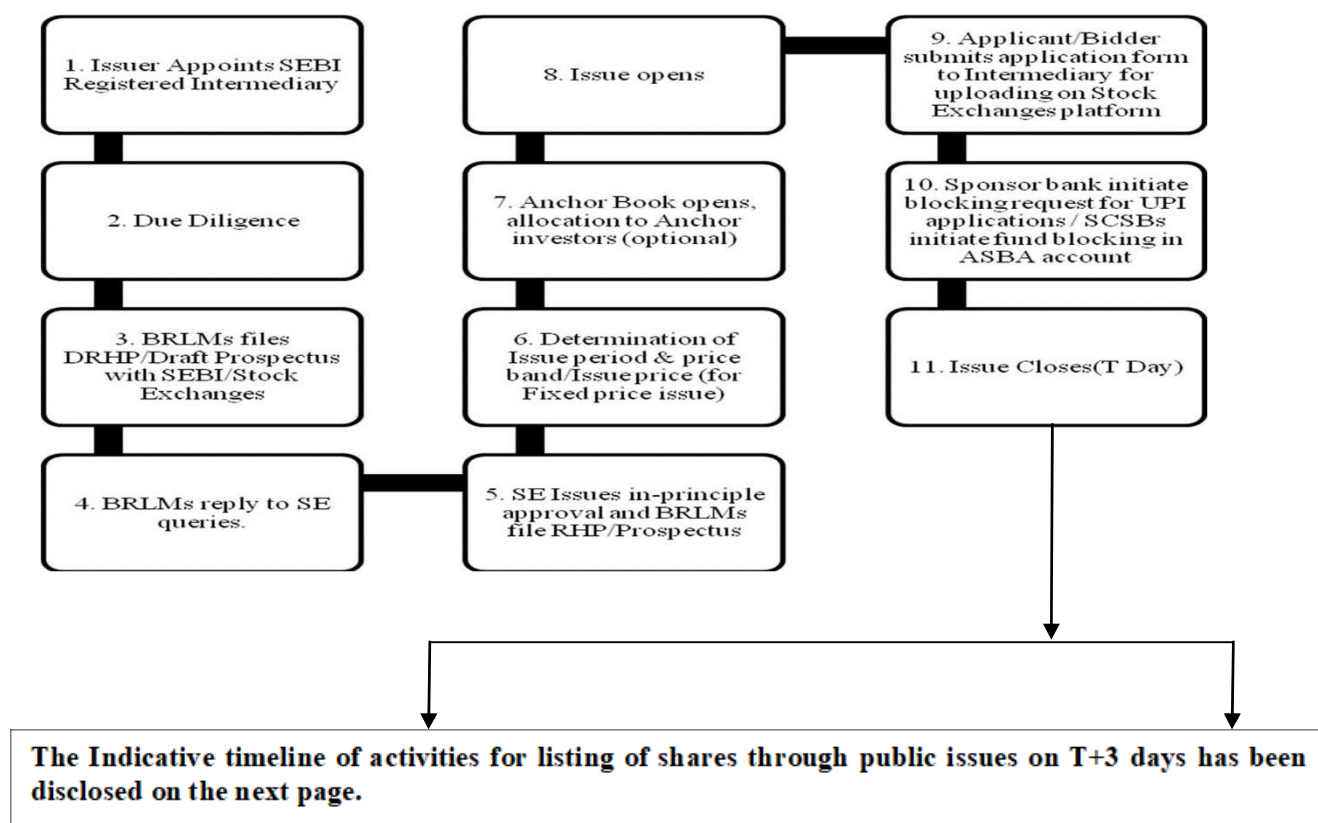 1. Issuer Appoints SEBI
Registered Intermediary
2. Due Diligence
3. BRLMs files
DRHP/Draft Prospectus
with SEBI/Stock
Exchanges
4. BRLMs reply to SE
queries.
5. SE Issues in-principle
approval and BRLMs
file RHP/Prospectus
6. Determination of
Issue period & price
band/Issue price (for
Fixed price issue)
7. Anchor Book opens,
allocation to Anchor
investors (optional)
8. Issue opens
9. Applicant/Bidder
submits application form
to Intermediary for
uploading on Stock
Exchanges platform
10. Sponsor bank initiate
blocking request for UPI
applications / SCSBs
initiate fund blocking in
ASBA account
11. Issue Closes(T Day)
The Indicative timeline of activities for listing of shares through public issues on T+3 days has been
disclosed on the next page.